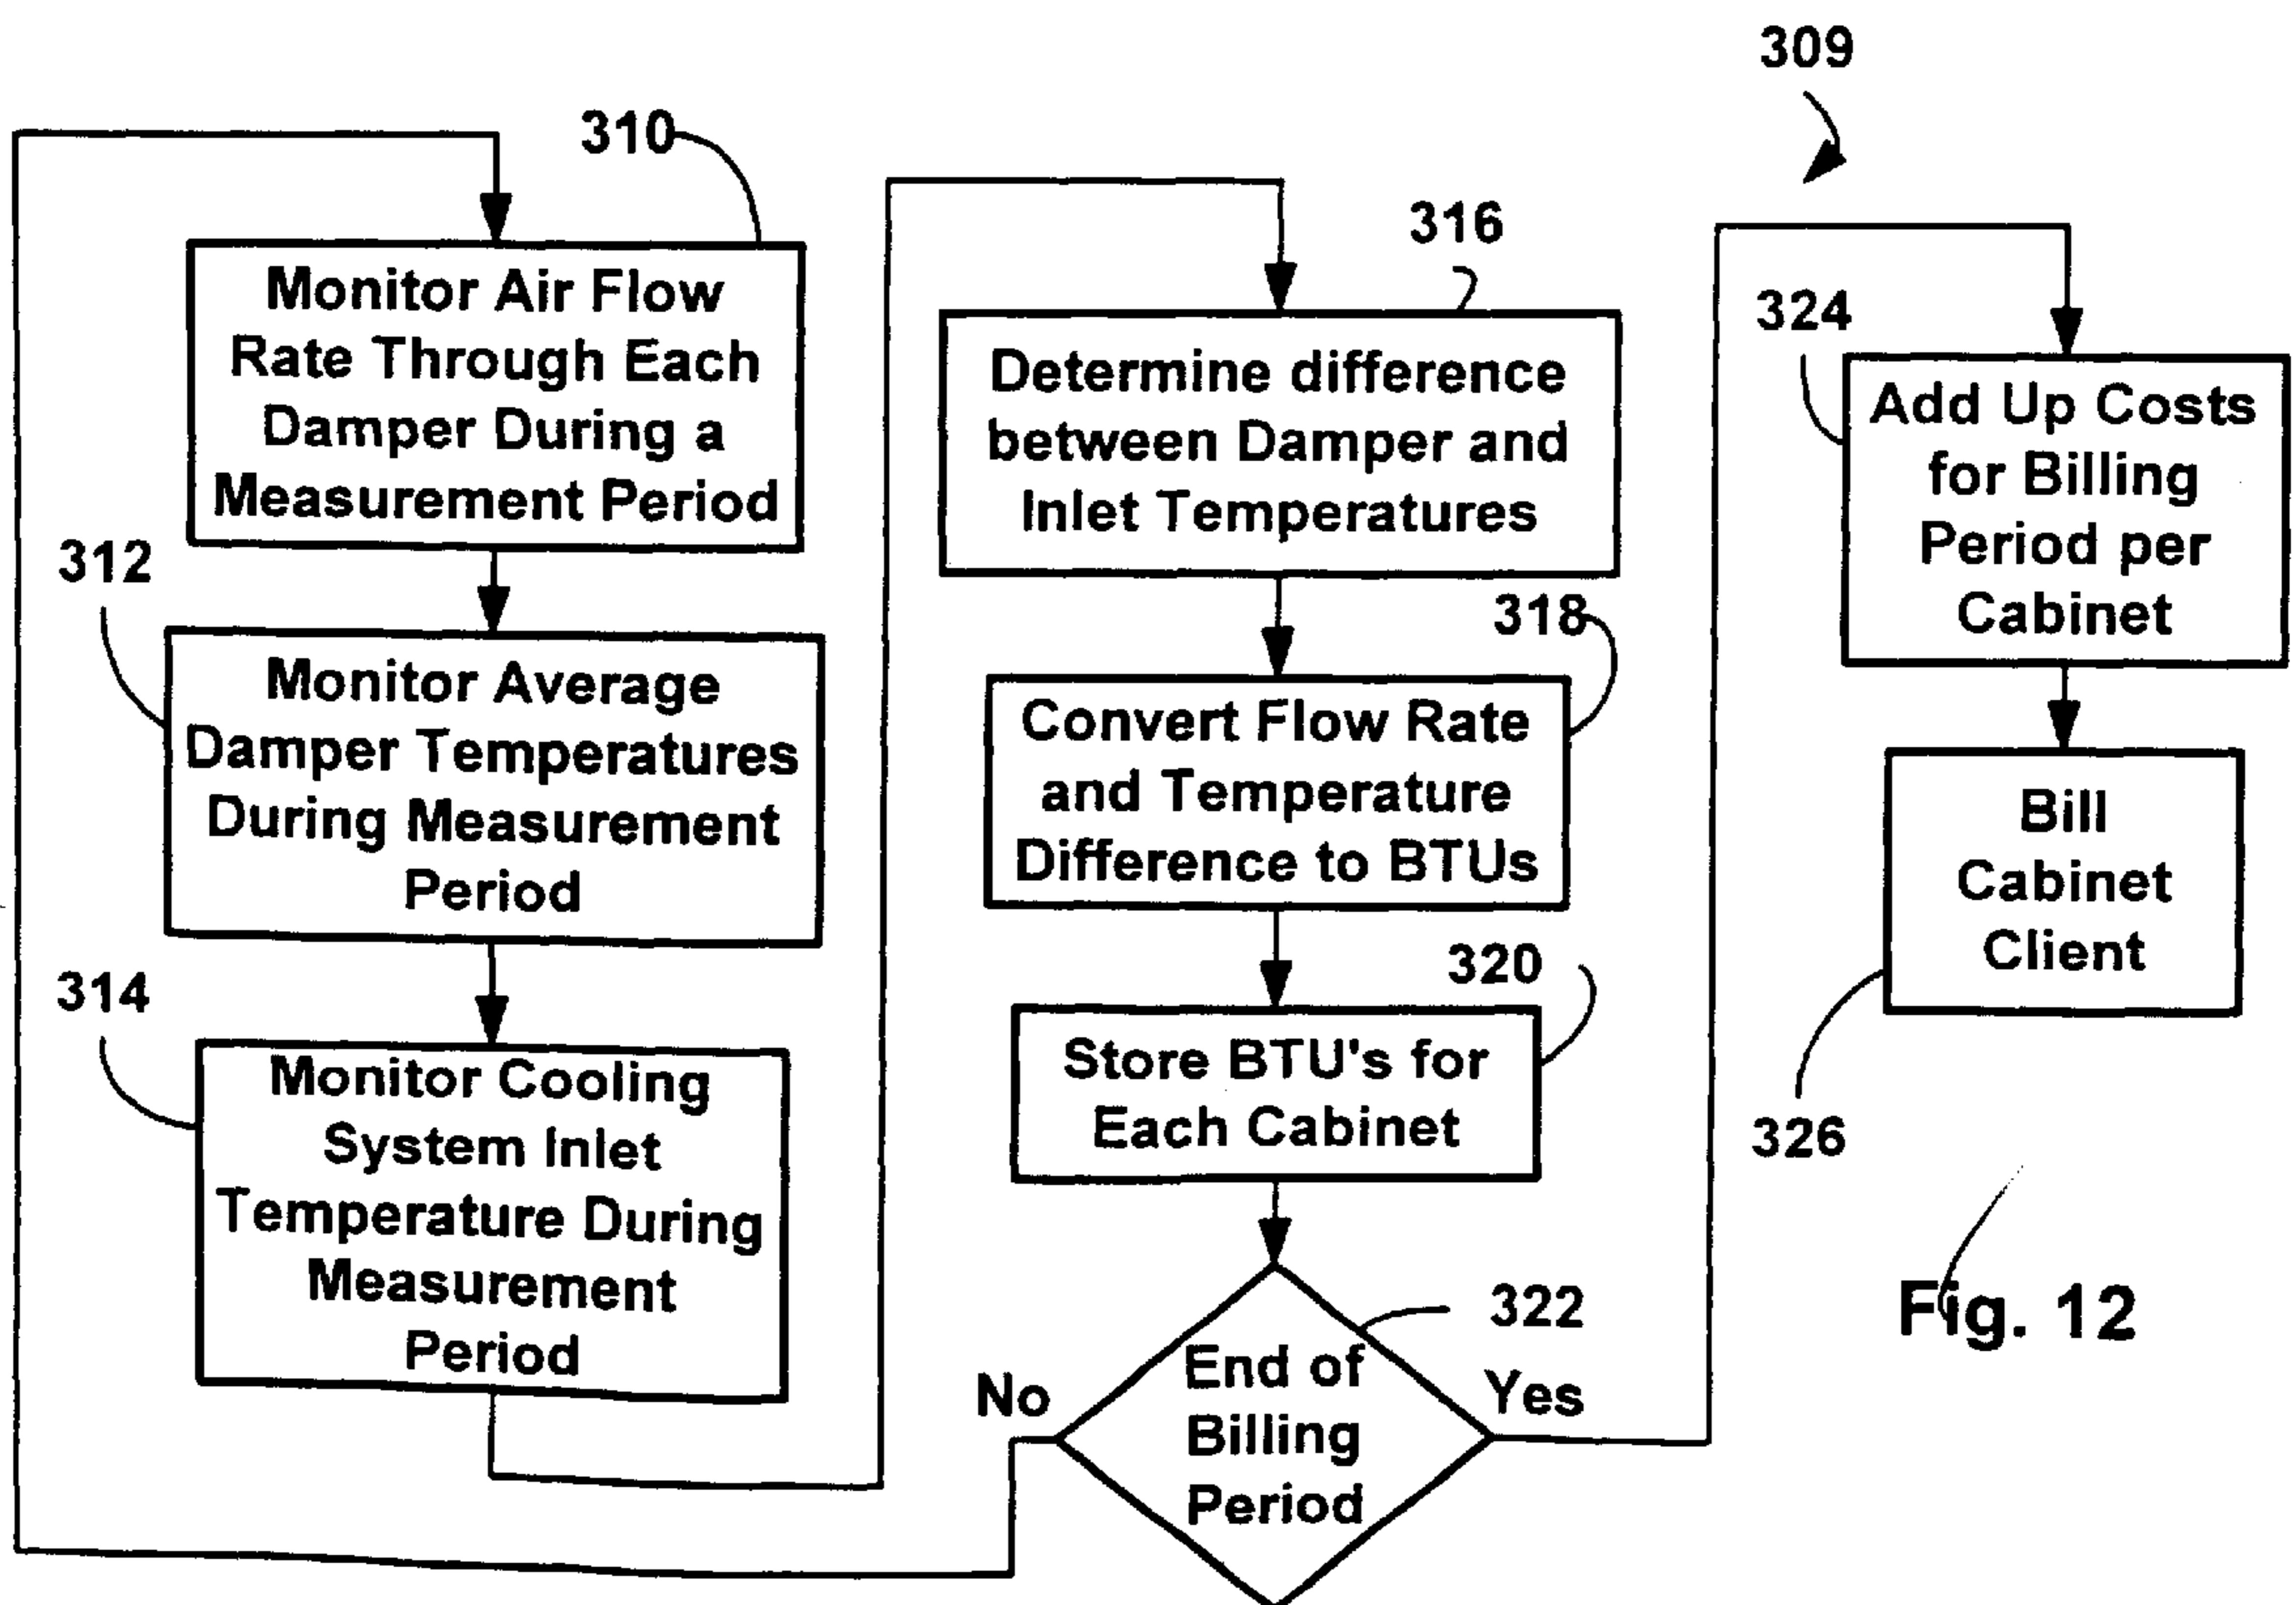 309
310
Monitor Air Flow
Rate Through Each
Damper During a
Measurement Period
312
Monitor Average
Damper Temperatures
During Measurement
Period
314
Monitor Cooling
System Inlet
Temperature During
Measurement
Period
316
Determine difference
between Damper and
Inlet Temperatures
318
Convert Flow Rate
and Temperature
Difference to BTUs
320
Store BTU's for
Each Cabinet
322
End of
Billing
Period
No
Yes
324
Add Up Costs
for Billing
Period per
Cabinet
Bill
Cabinet
Client
326
Fig. 12